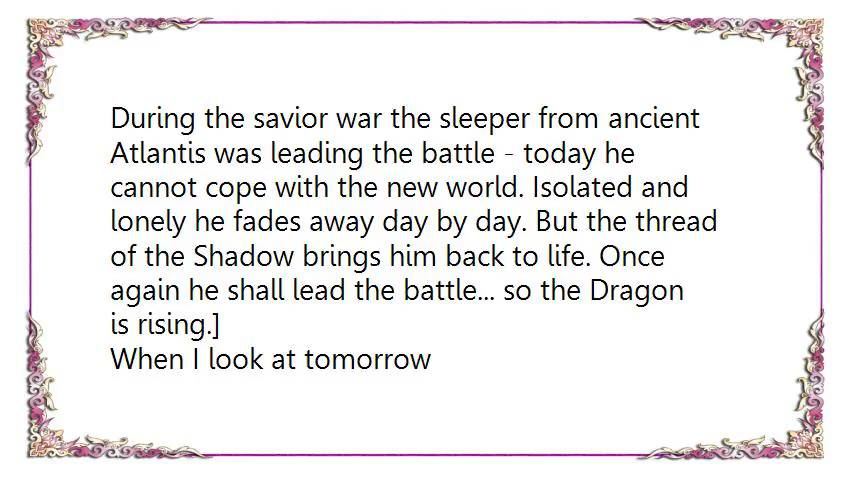 During the savior war the sleeper from ancient
Atlantis was leading the battle - today he
cannot cope with the new world. Isolated and
lonely he fades away day by day. But the thread
of the Shadow brings him back to life. Once
again he shall lead the battle... so the Dragon
is rising.]
When I look at tomorrow